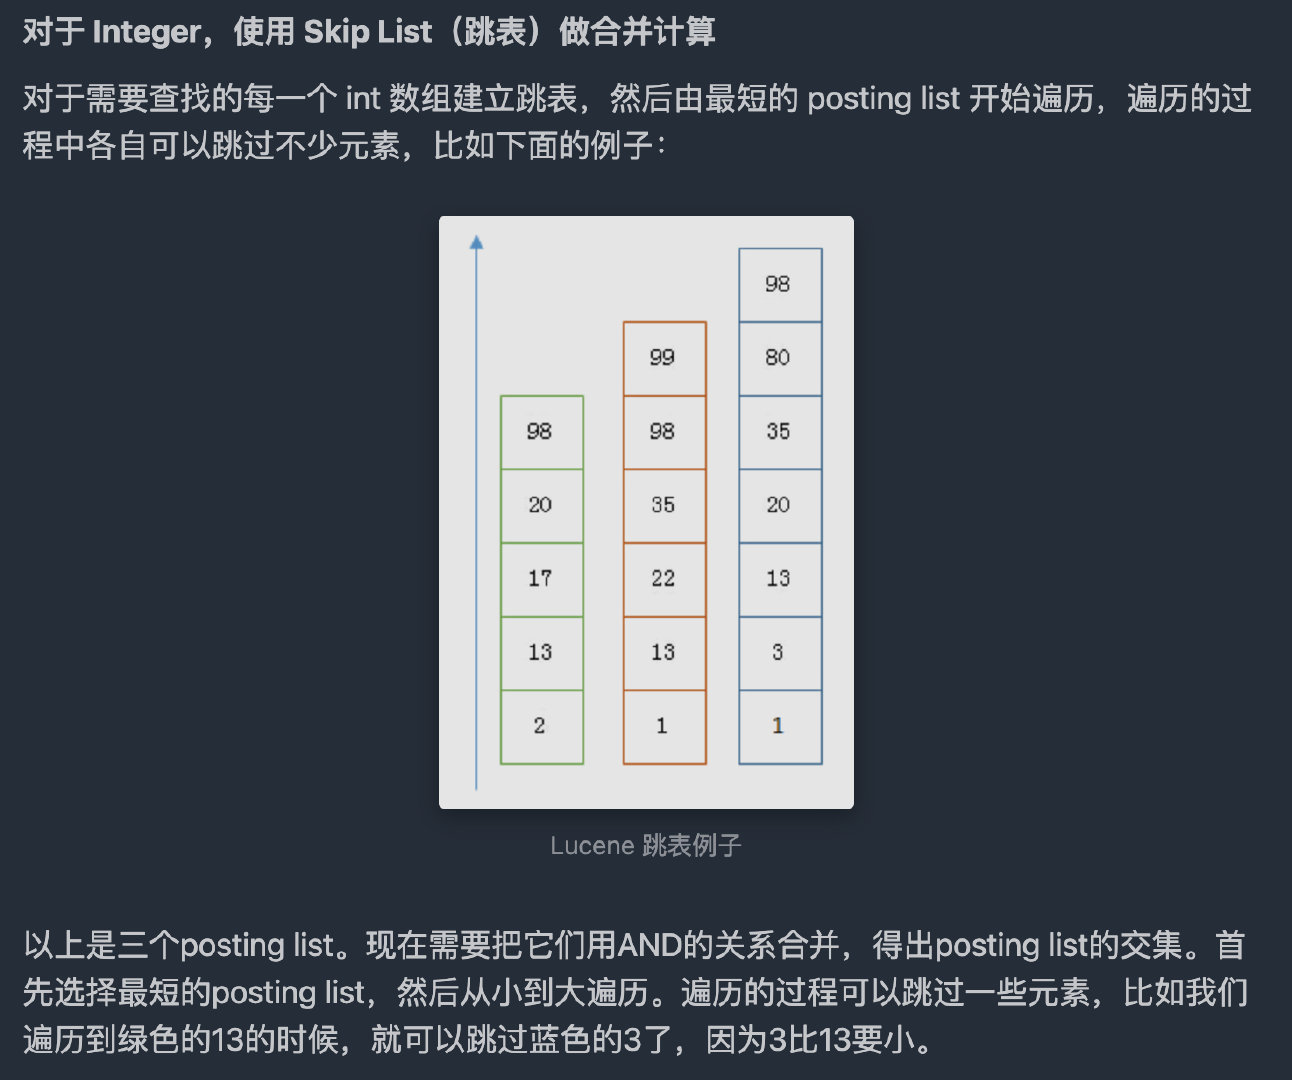 对于 Integer，使用 Skip List（跳表）做合并计算
对于需要查找的每一个 int 数组建立跳表，然后由最短的 posting list 开始遍历，遍历的过
程中各自可以跳过不少元素，比如下面的例子：
98
99 80
98 98 35
20 35 20
17 22 13
13 13 3
2 1 1
Lucene 跳表例子
以上是三个posting list。现在需要把它们用AND的关系合并，得出posting list的交集。首
先选择最短的posting list，然后从小到大遍历。遍历的过程可以跳过一些元素，比如我们
遍历到绿色的13的时候，就可以跳过蓝色的3了，因为3比13要小。